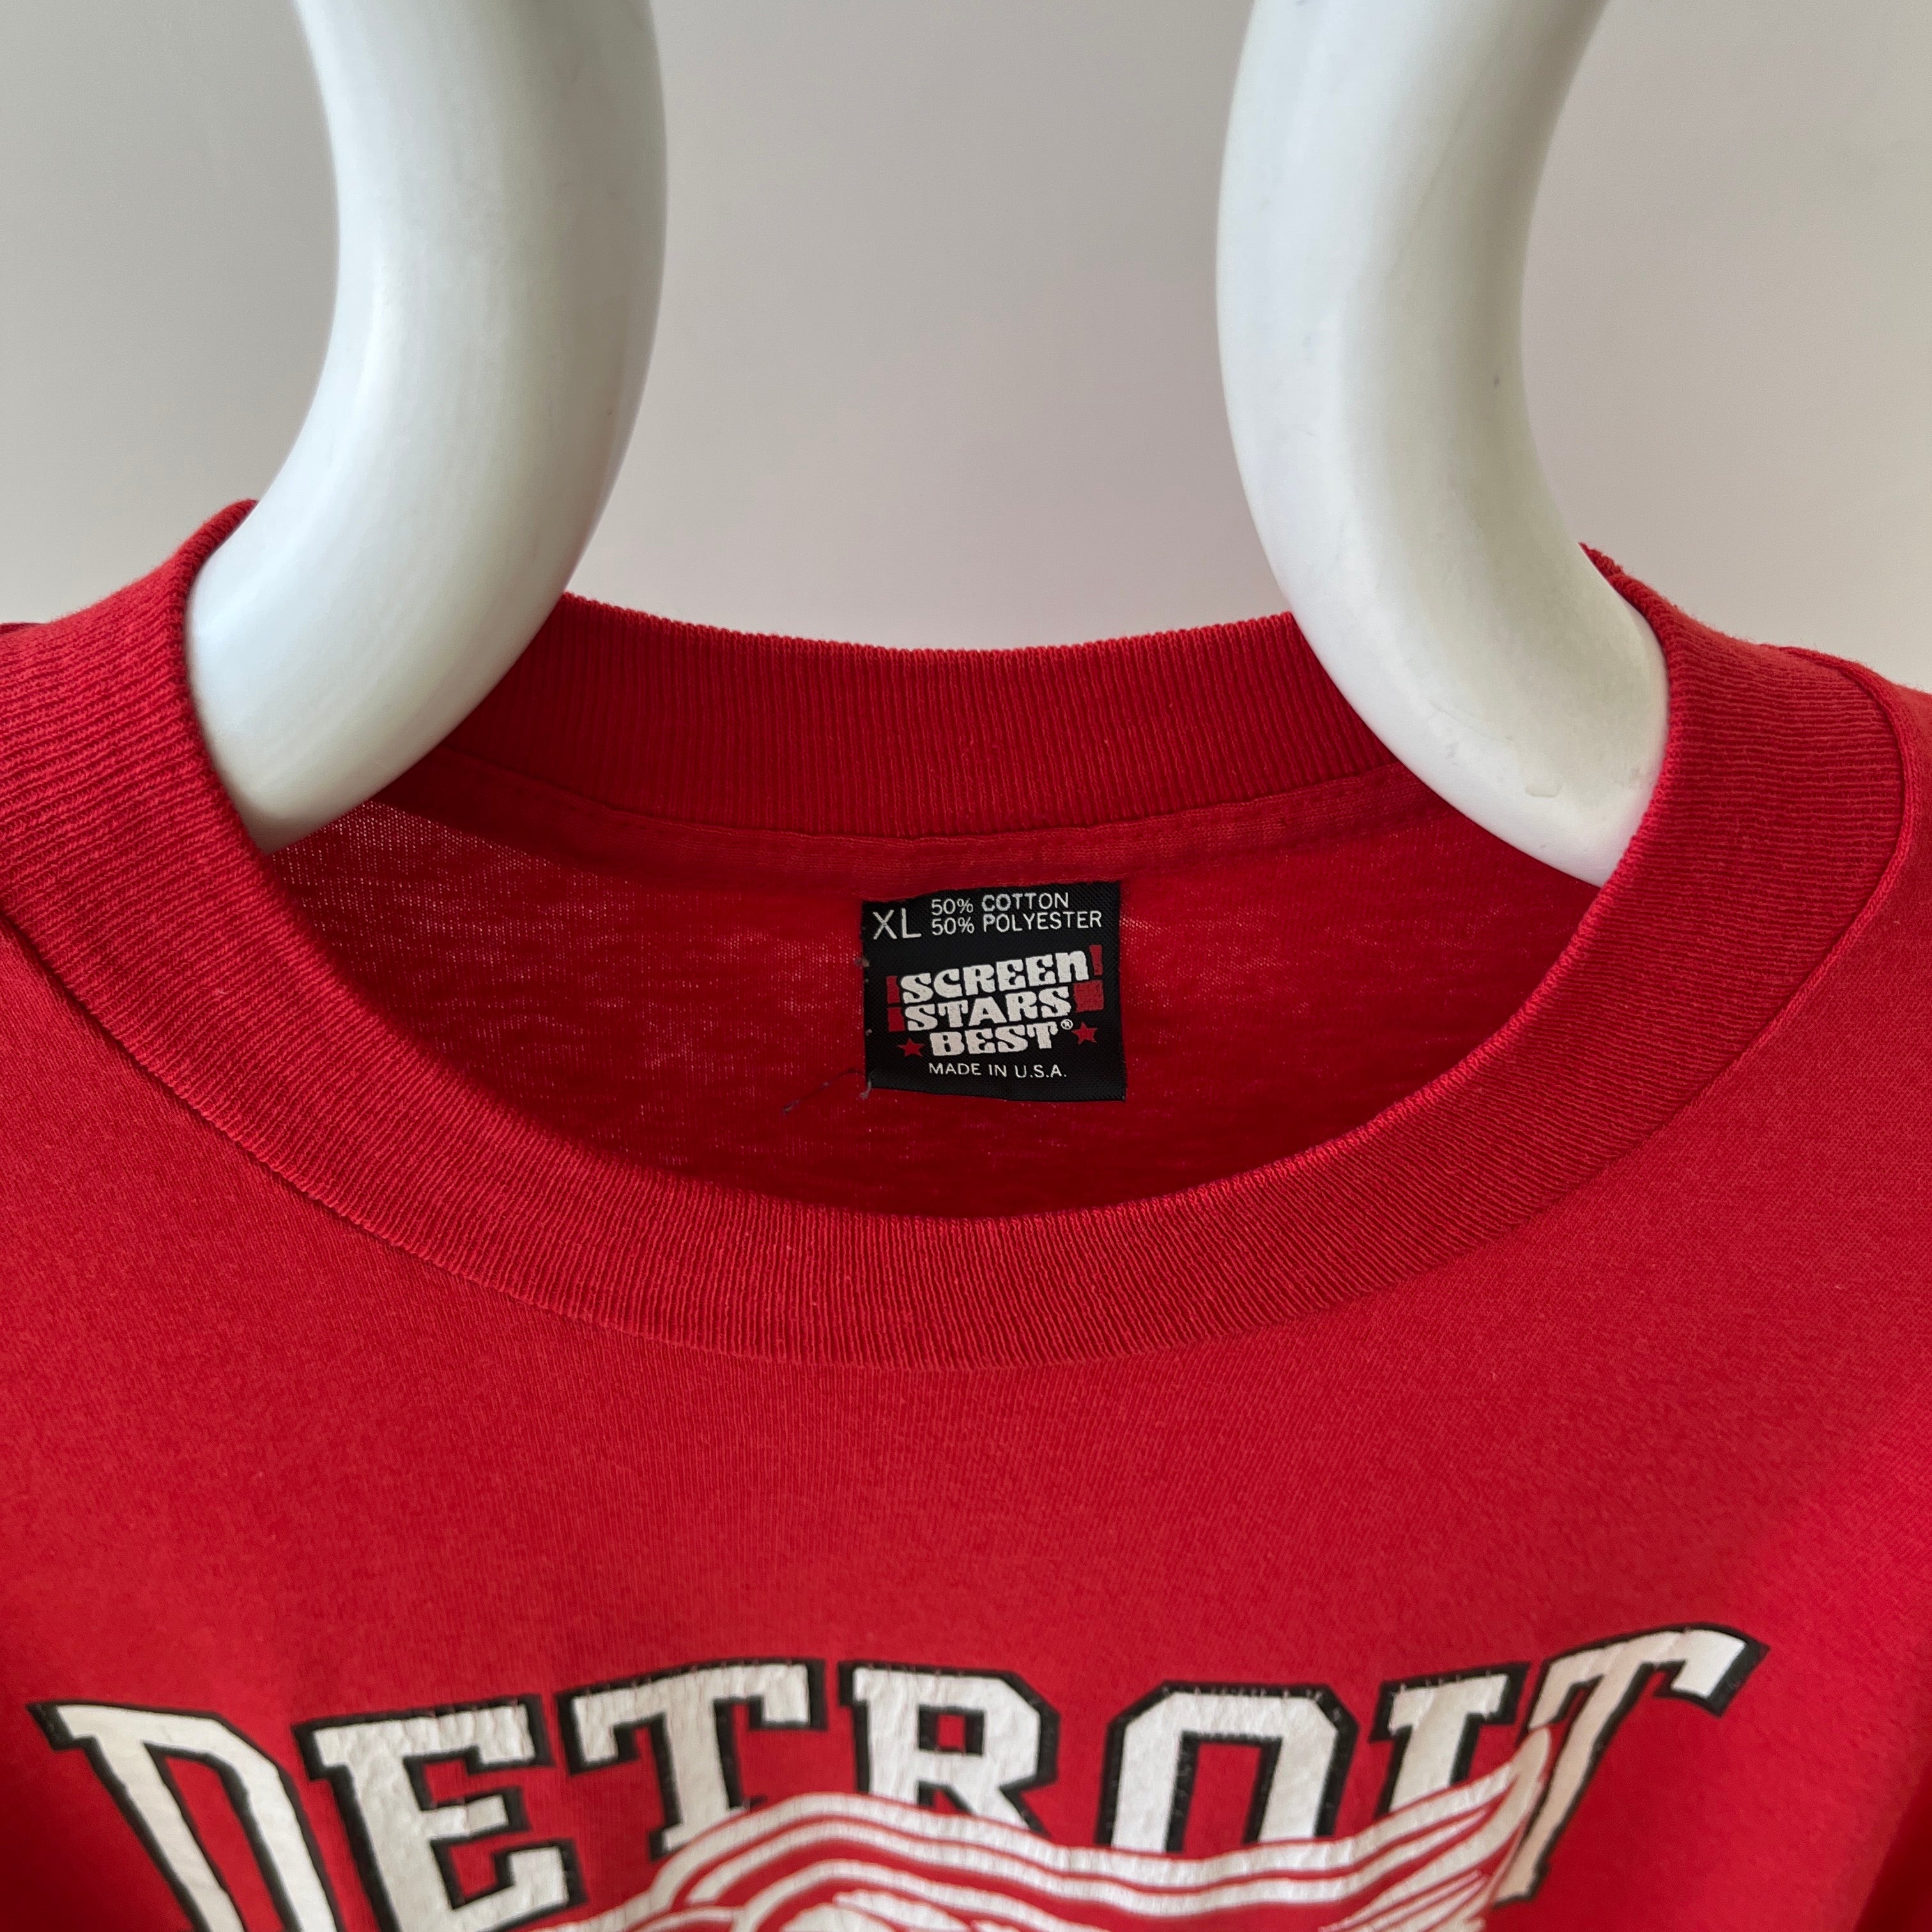 XL 50% COTTON
50% POLYESTER
SCREEN
STARS
BEST®
MADE IN U.S.A.
DETROIT